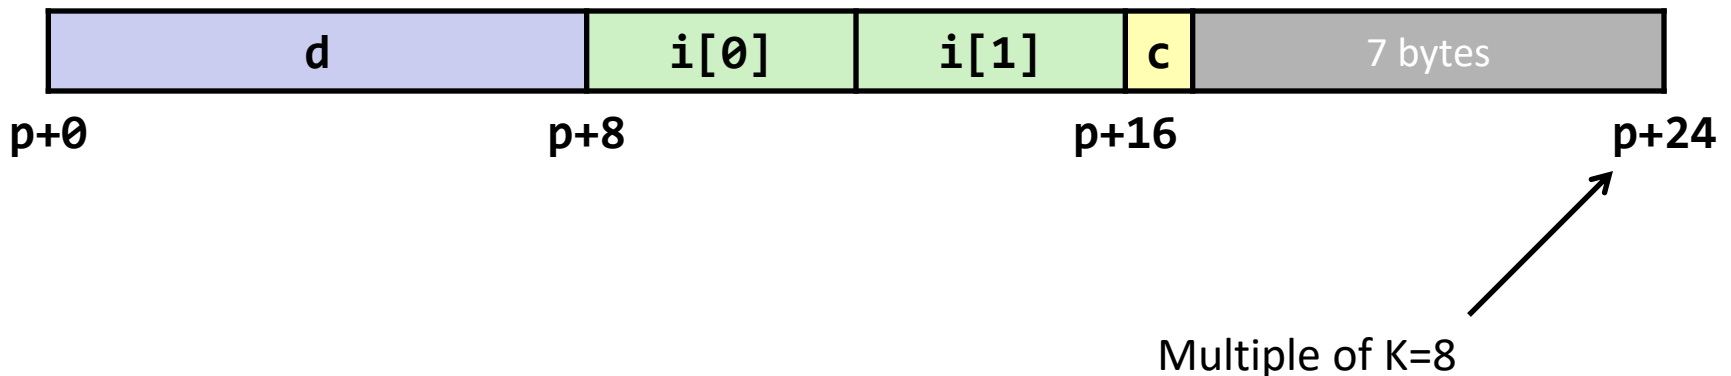 d i[0] i[1] c 7 bytes
p+0 p+8 p+16 p+24
Multiple of K=8